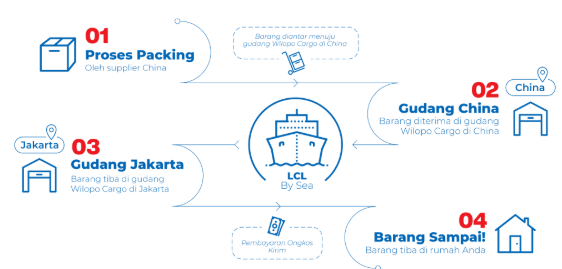 01
Proses Packing
Oleh supplier China
Barang diantar menuju
gudang Wilopo Cargo di China
02
China
Gudang China
Barang diterima di gudang
Wilopo Cargo di China
LCL
By Sea
Jakarta
03
Gudang Jakarta
Barang tiba di gudang
Wilopo Cargo di Jakarta
Pembayaran Ongkos
Kirim
04
Barang Sampai!
Barang tiba di rumah Anda